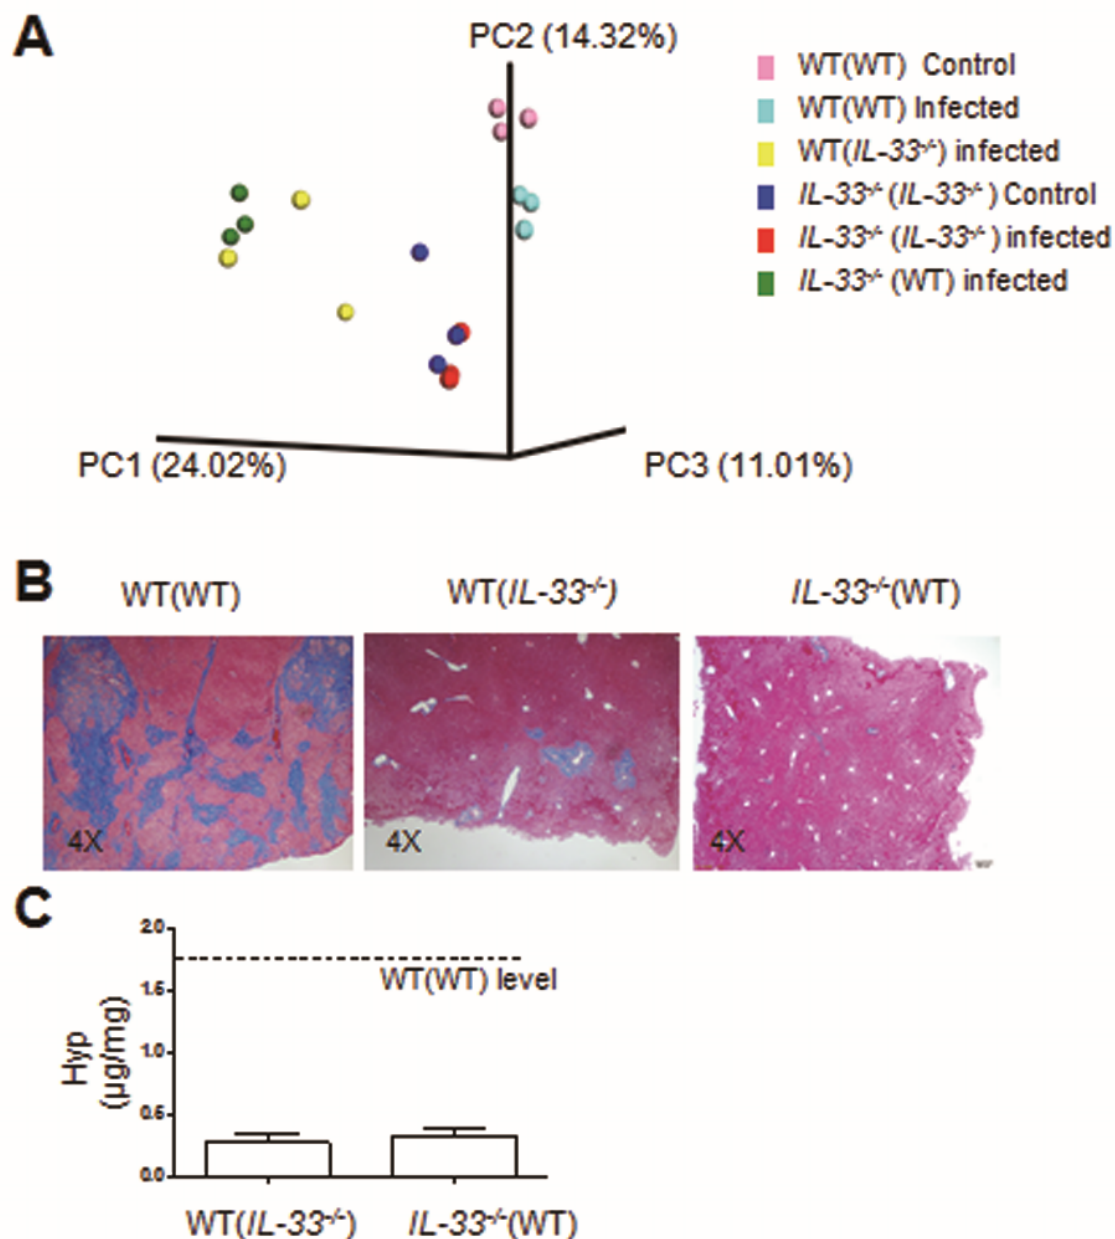 A
PC2 (14.32%)
WT(WT) Control
WT(WT) Infected
WT(IL-33-/-) infected
IL-33-/- (IL-33-/- ) Control
IL-33-/- (IL-33-/- ) infected
IL-33-/- (WT) infected
PC1 (24.02%)
PC3 (11.01%)
B
WT(WT)
WT(IL-33-/-)
IL-33-/-(WT)
4X
4X
4X
C
2.0
WT(WT) level
1.5
1.0
0.5
0.0
Hyp
(μg/mg)
WT(IL-33-/-)
IL-33-/-(WT)